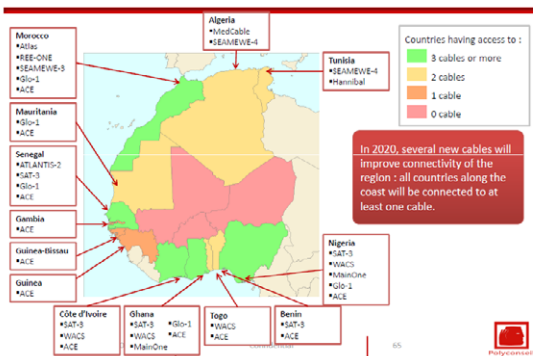 Algeria
•MedCable
•SEAMEWE-4
Morocco
•Atlas
•REE-ONE
•SEAMEWE-3
•Glo-1
•ACE
Tunisia
•SEAMEWE-4
•Hannibal
Countries having access to :
3 cables or more
2 cables
1 cable
0 cable
Mauritania
•Glo-1
•ACE
Senegal
•ATLANTIS-2
•SAT-3
•Glo-1
•ACE
In 2020, several new cables will
improve connectivity of the
region : all countries along the
coast will be connected to at
least one cable.
Gambia
•ACE
Guinea-Bissau
•ACE
Guinea
•ACE
Nigeria
•SAT-3
•WACS
•MainOne
•Glo-1
•ACE
Côte d'Ivoire
•SAT-3
•WACS
•ACE
Ghana
•SAT-3 •Glo-1
•WACS •ACE
•MainOne
Togo
•WACS
•ACE
Benin
•SAT-3
•ACE
65
Polyconseil